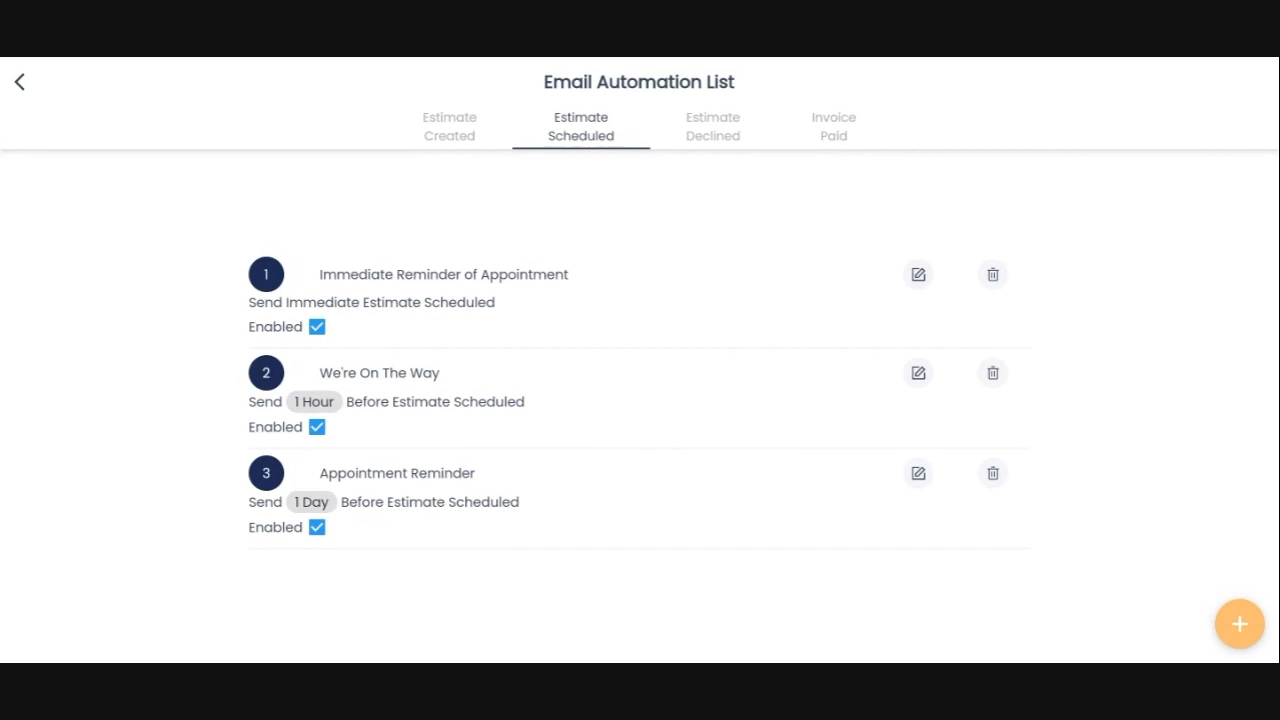 Email Automation List
Estimate
Created
Estimate
Scheduled
Estimate
Declined
Invoice
Paid
1 Immediate Reminder of Appointment
Send Immediate Estimate Scheduled
Enabled
2 We're On The Way
Send 1 Hour Before Estimate Scheduled
Enabled
3 Appointment Reminder
Send 1 Day Before Estimate Scheduled
Enabled